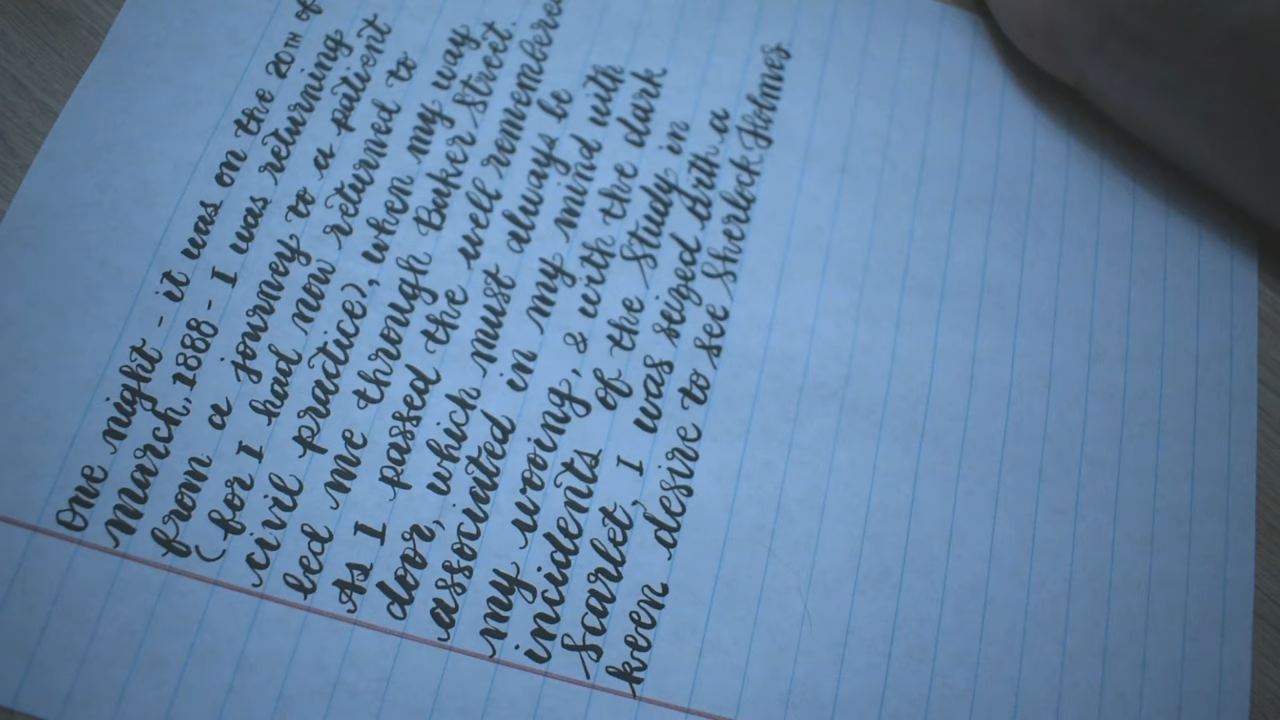 one night - it was on the 20TH of
march, 1888 - I was returning
from a journey to a patient
(for I had now returned to
civil practice), when my way
led me through Baker Street.
As I passed the well remembered
door, which must always be
associated in my mind with
my wooing, & with the dark
incidents of the Study in
Scarlet, I was seized with a
keen desire to see Sherlock Holmes